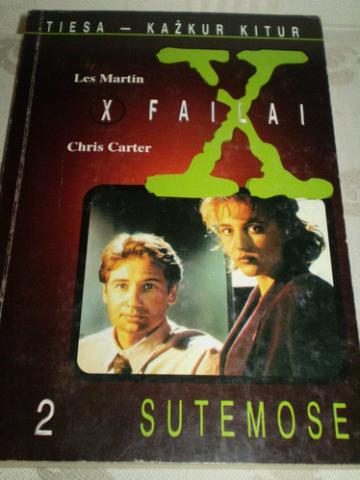 TIESA — KAŽKUR KITUR
Les Martin
X FAILAI
X
Chris Carter
2 SUTEMOSE